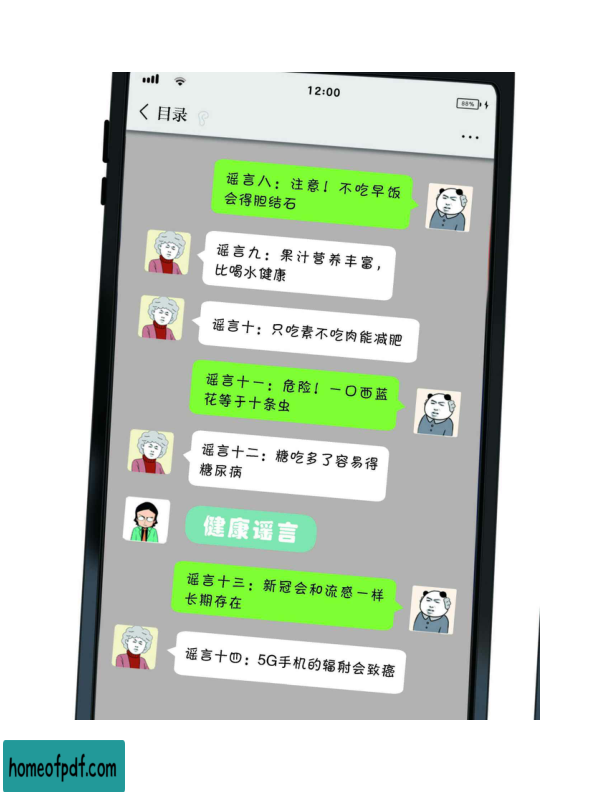 12:00
66%
目录
谣言八：注意！不吃早饭
会得胆结石
谣言九：果汁营养丰富，
比喝水健康
谣言十：只吃素不吃肉能减肥
谣言十一：危险！一口西蓝
花等于十条虫
谣言十二：糖吃多了容易得
糖尿病
健康谣言
谣言十三：新冠会和流感一样
长期存在
谣言十四：5G手机的辐射会致癌
homeofpdf.com